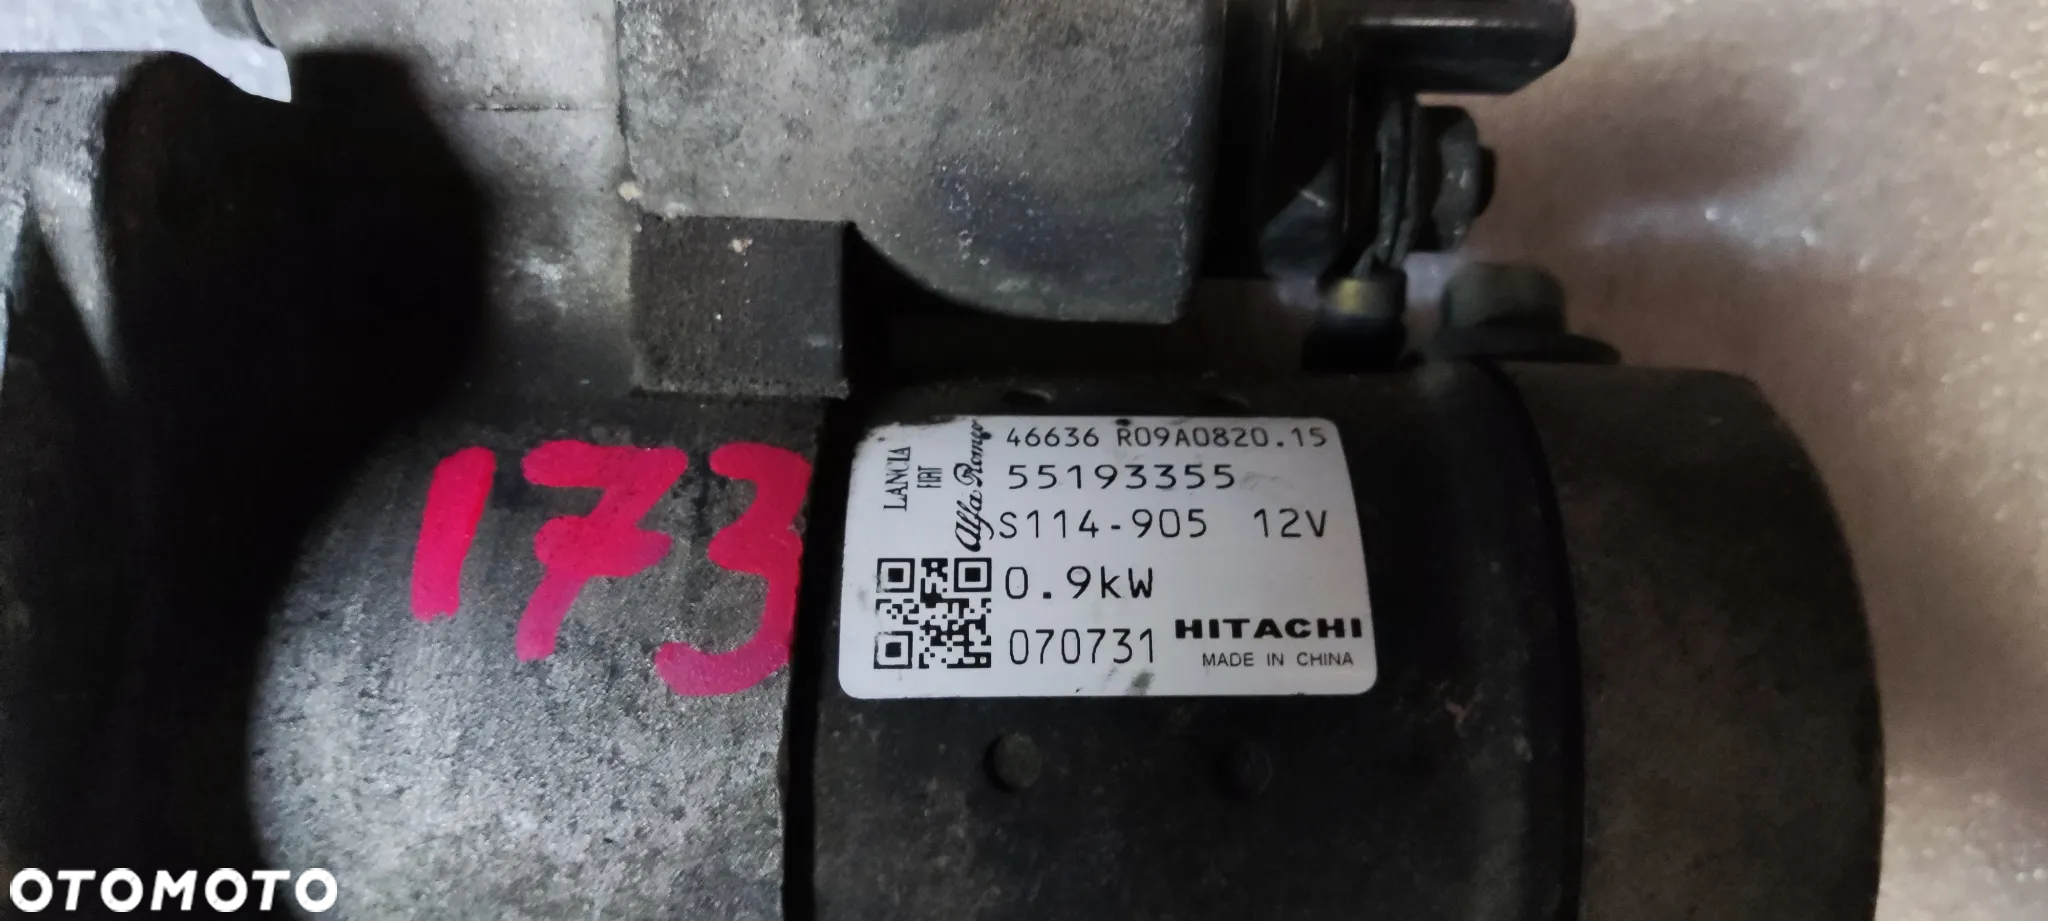 173
LANCIA
FIAT
Alfa Romeo
46636 R09A0820.15
55193355
S114-905 12V
0.9kW
070731 HITACHI
MADE IN CHINA
OTOMOTO